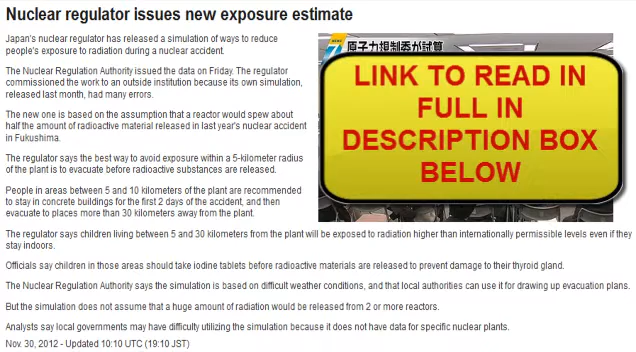 Nuclear regulator issues new exposure estimate
Japan's nuclear regulator has released a simulation of ways to reduce
people's exposure to radiation during a nuclear accident.
The Nuclear Regulation Authority issued the data on Friday. The regulator
commissioned the work to an outside institution because its own simulation,
released last month, had many errors.
The new one is based on the assumption that a reactor would spew about
half the amount of radioactive material released in last year's nuclear accident
in Fukushima.
The regulator says the best way to avoid exposure within a 5-kilometer radius
of the plant is to evacuate before radioactive substances are released.
People in areas between 5 and 10 kilometers of the plant are recommended
to stay in concrete buildings for the first 2 days of the accident, and then
evacuate to places more than 30 kilometers away from the plant.
原子力規制委が試算
LINK TO READ IN
FULL IN
DESCRIPTION BOX
BELOW
The regulator says children living between 5 and 30 kilometers from the plant will be exposed to radiation higher than internationally permissible levels even if they
stay indoors.
Officials say children in those areas should take iodine tablets before radioactive materials are released to prevent damage to their thyroid gland.
The Nuclear Regulation Authority says the simulation is based on difficult weather conditions, and that local authorities can use it for drawing up evacuation plans.
But the simulation does not assume that a huge amount of radiation would be released from 2 or more reactors.
Analysts say local governments may have difficulty utilizing the simulation because it does not have data for specific nuclear plants.
Nov. 30, 2012 - Updated 10:10 UTC (19:10 JST)